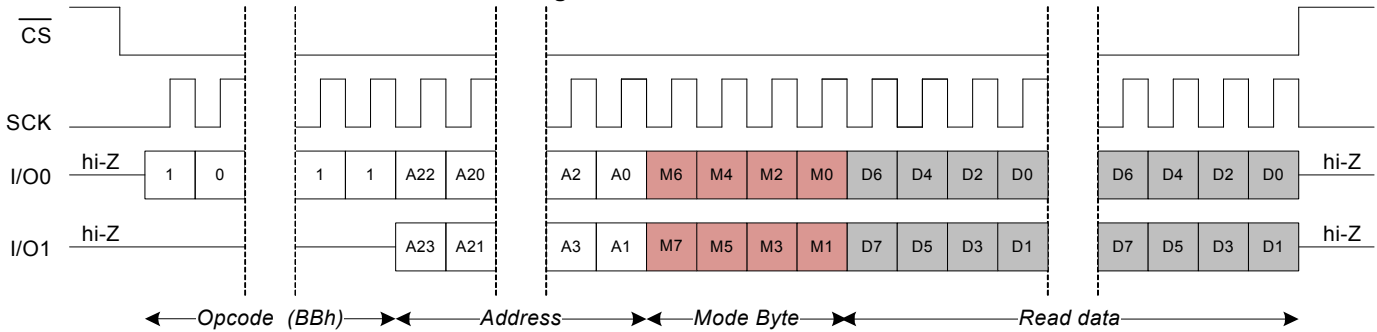 CS
SCK
I/O0 hi-Z 1 0 1 1 A22 A20 A2 A0 M6 M4 M2 M0 D6 D4 D2 D0 D6 D4 D2 D0 hi-Z
I/O1 hi-Z A23 A21 A3 A1 M7 M5 M3 M1 D7 D5 D3 D1 D7 D5 D3 D1 hi-Z
Opcode (BBh) Address Mode Byte Read data